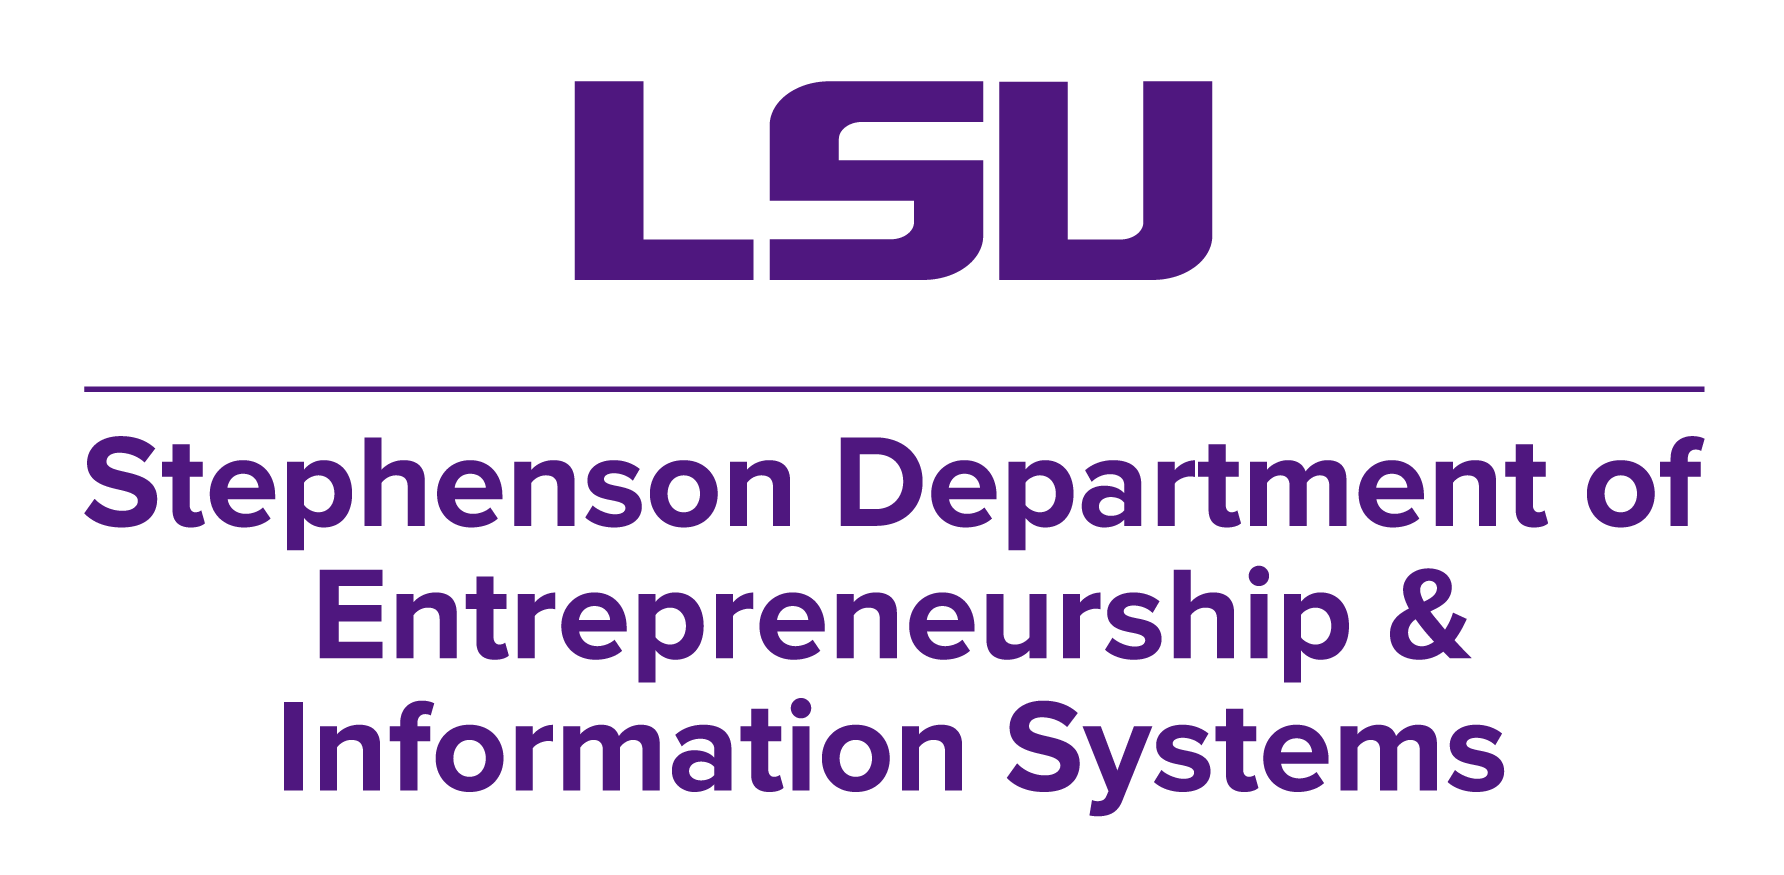 LSU
Stephenson Department of
Entrepreneurship &
Information Systems